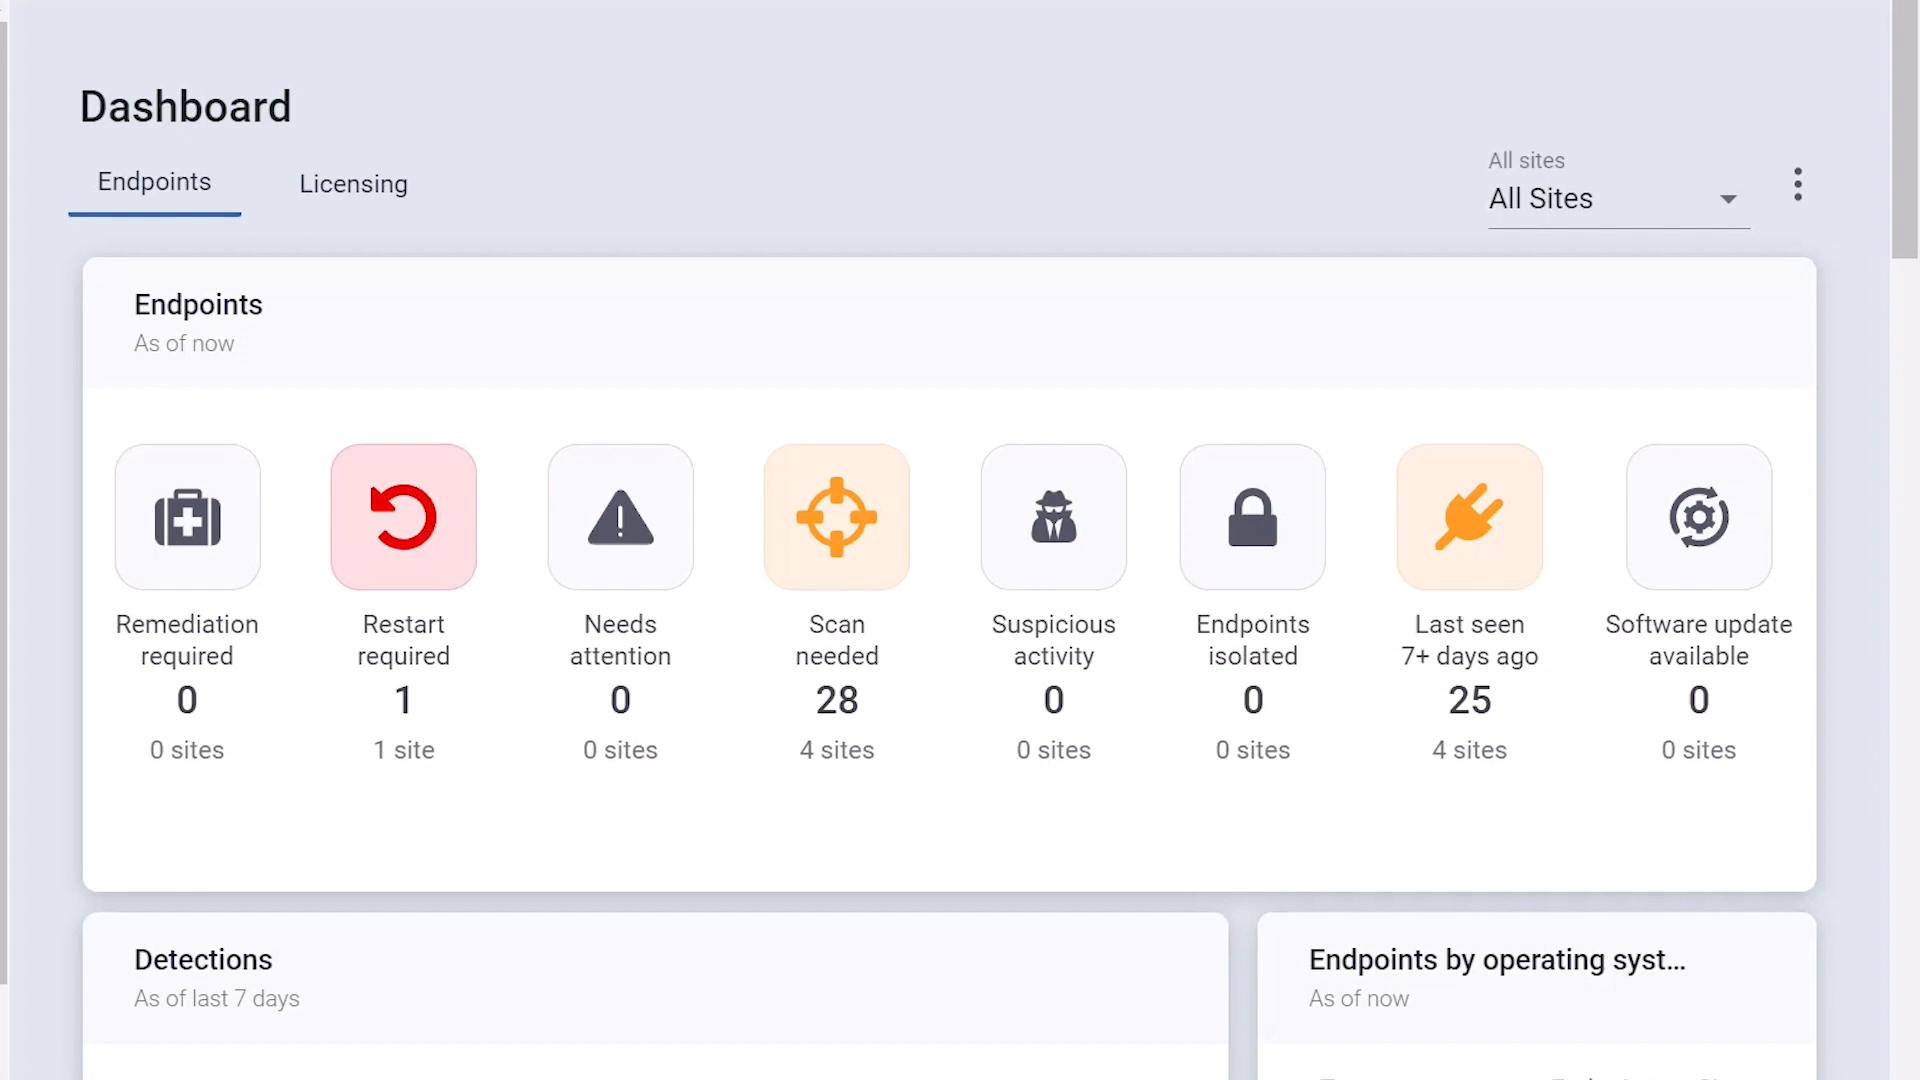 Dashboard
Endpoints
Licensing
All sites
All Sites
Endpoints
As of now
Remediation
required
0
0 sites
Restart
required
1
1 site
Needs
attention
0
0 sites
Scan
needed
28
4 sites
Suspicious
activity
0
0 sites
Endpoints
isolated
0
0 sites
Last seen
7+ days ago
25
4 sites
Software update
available
0
0 sites
Detections
As of last 7 days
Endpoints by operating syst...
As of now